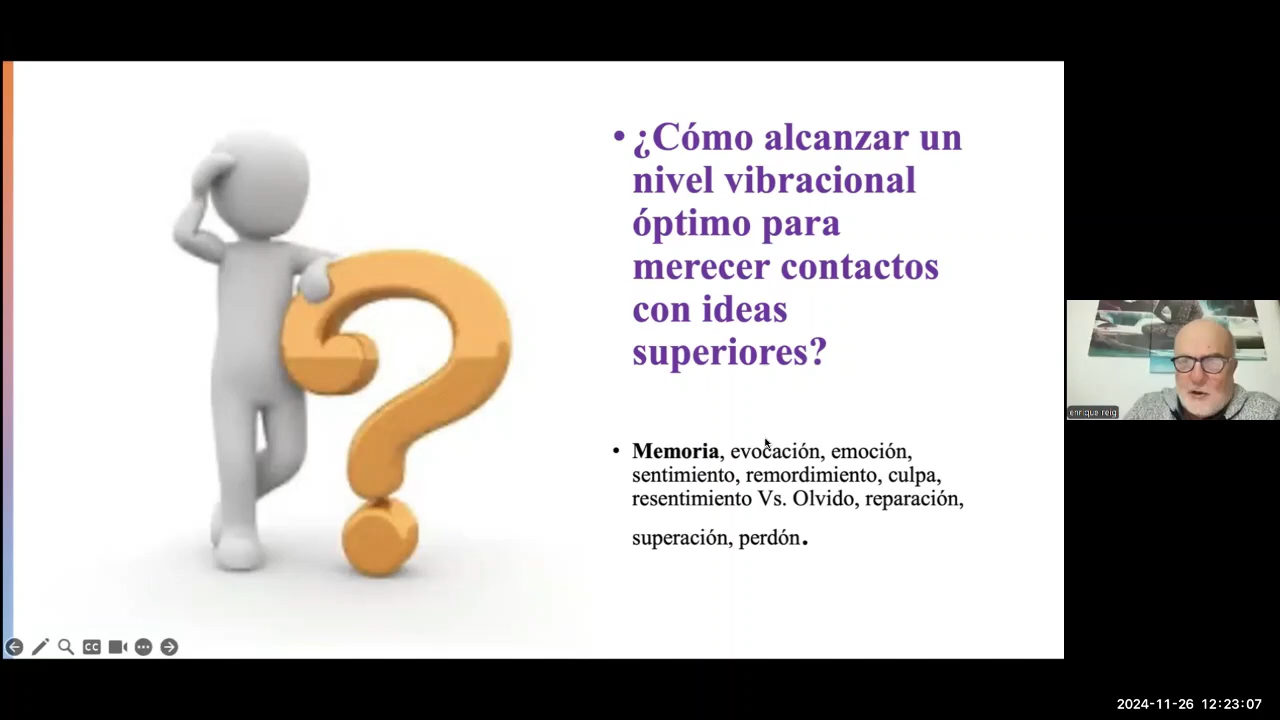 • ¿Cómo alcanzar un
nivel vibracional
óptimo para
merecer contactos
con ideas
superiores?
• Memoria, evocación, emoción,
sentimiento, remordimiento, culpa,
resentimiento Vs. Olvido, reparación,
superación, perdón.
CC
enrique reig
2024-11-26 12:23:07